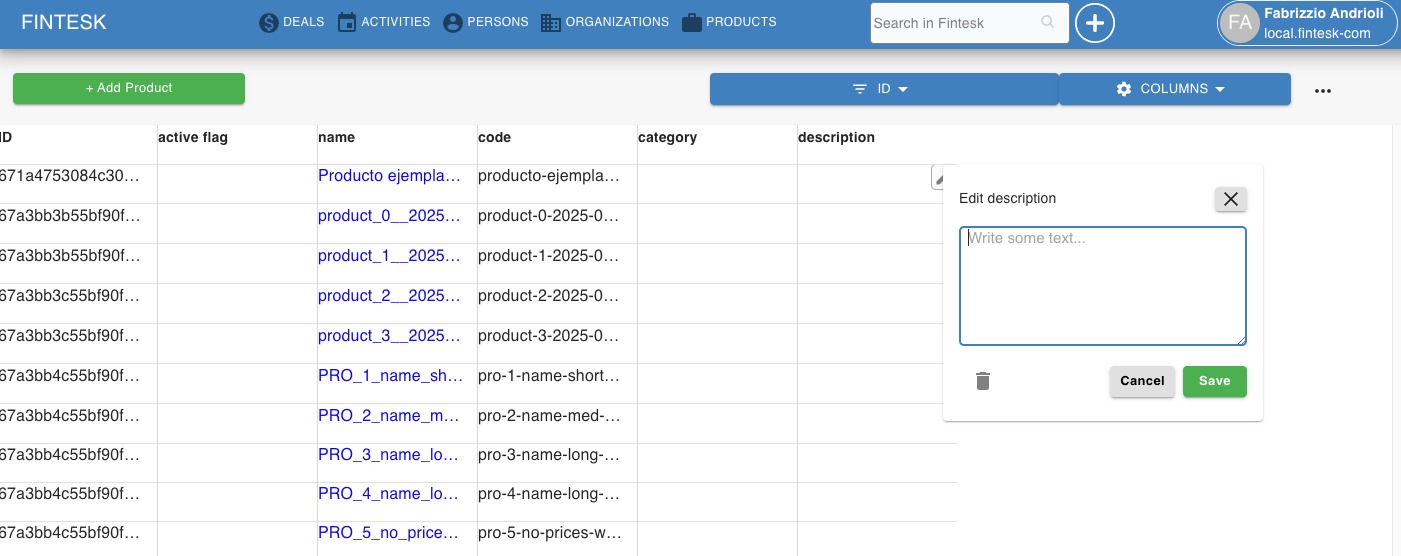 FINTESK DEALS ACTIVITIES PERSONS ORGANIZATIONS PRODUCTS Search in Fintesk FA Fabrizzio Andrioli
local.fintesk-com
+ Add Product ID COLUMNS
ID active flag name code category description
671a4753084c30... Producto ejempla... producto-ejempla...
67a3bb3b55bf90f... product_0__2025... product-0-2025-0...
67a3bb3b55bf90f... product_1__2025... product-1-2025-0...
67a3bb3c55bf90f... product_2__2025... product-2-2025-0...
67a3bb3c55bf90f... product_3__2025... product-3-2025-0...
67a3bb4c55bf90f... PRO_1_name_sh... pro-1-name-short...
67a3bb4c55bf90f... PRO_2_name_m... pro-2-name-med-...
67a3bb4c55bf90f... PRO_3_name_lo... pro-3-name-long-...
67a3bb4c55bf90f... PRO_4_name_lo... pro-4-name-long-...
67a3bb4c55bf90f... PRO_5_no_price... pro-5-no-prices-w...
Edit description
Write some text...
Cancel Save